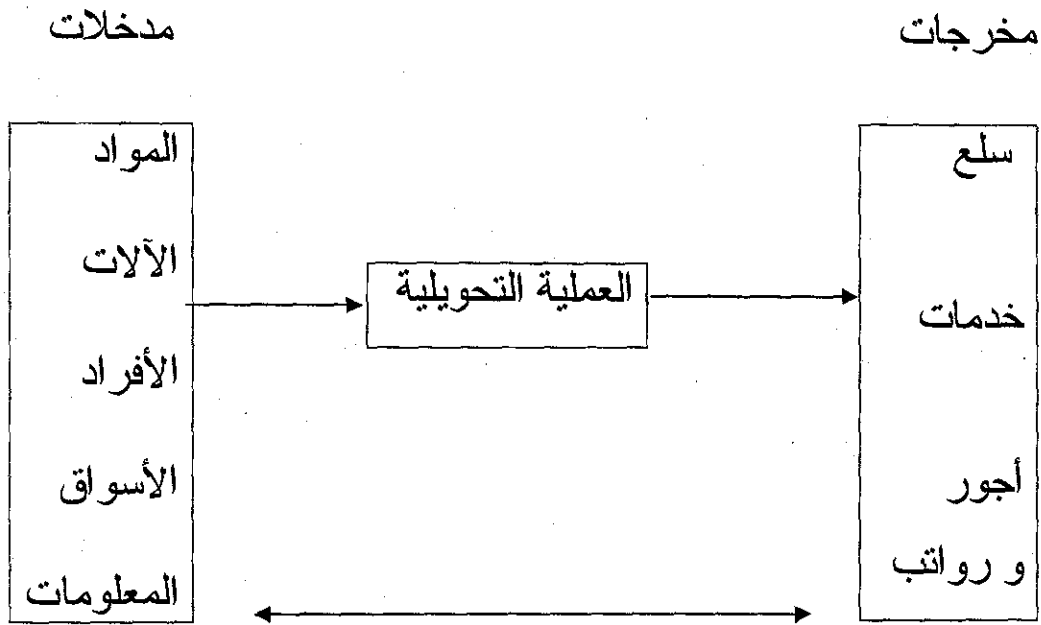 مدخلات
مخرجات
المواد
الآلات
الأفراد
الأسواق
المعلومات
العملية التحويلية
سلع
خدمات
أجور
و رواتب